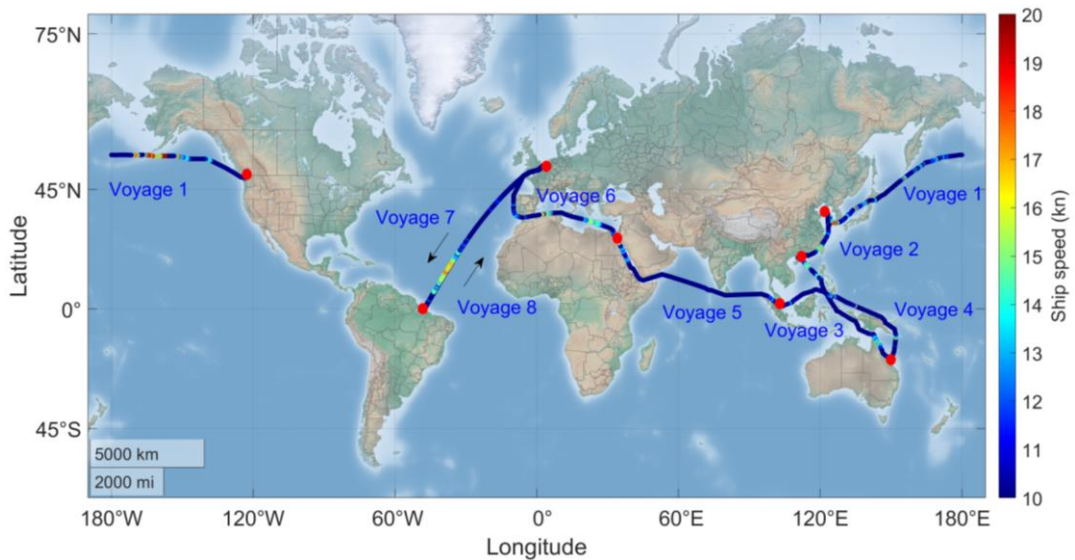 75°N
45°N
0°
45°S
Latitude
180°W
120°W
60°W
0°
60°E
120°E
180°E
Longitude
5000 km
2000 mi
Voyage 1
Voyage 7
Voyage 8
Voyage 6
Voyage 5
Voyage 3
Voyage 4
Voyage 2
Voyage 1
20
19
18
17
16
15
14
13
12
11
10
Ship speed (kn)